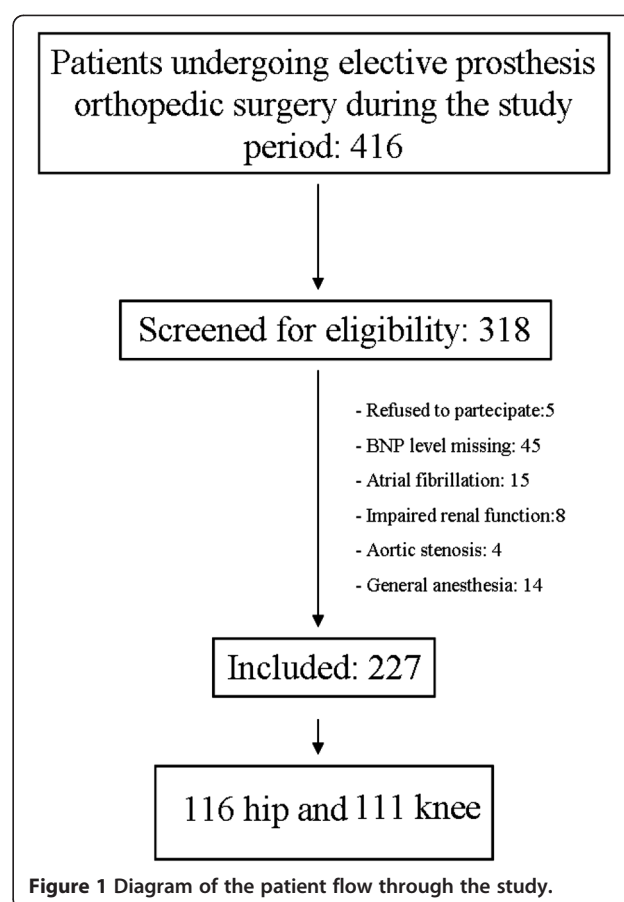 Patients undergoing elective prosthesis
orthopedic surgery during the study
period: 416
Screened for eligibility: 318
- Refused to partecipate:5
- BNP level missing: 45
- Atrial fibrillation: 15
- Impaired renal function:8
- Aortic stenosis: 4
- General anesthesia: 14
Included: 227
116 hip and 111 knee
Figure 1 Diagram of the patient flow through the study.